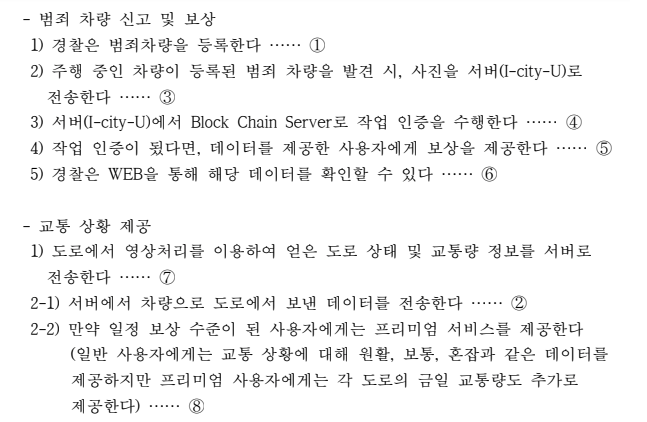 - 범죄 차량 신고 및 보상
1) 경찰은 범죄차량을 등록한다 …… ①
2) 주행 중인 차량이 등록된 범죄 차량을 발견 시, 사진을 서버(I-city-U)로
전송한다 …… ③
3) 서버(I-city-U)에서 Block Chain Server로 작업 인증을 수행한다 …… ④
4) 작업 인증이 됬다면, 데이터를 제공한 사용자에게 보상을 제공한다 …… ⑤
5) 경찰은 WEB을 통해 해당 데이터를 확인할 수 있다 …… ⑥
- 교통 상황 제공
1) 도로에서 영상처리를 이용하여 얻은 도로 상태 및 교통량 정보를 서버로
전송한다 …… ⑦
2-1) 서버에서 차량으로 도로에서 보낸 데이터를 전송한다 …… ②
2-2) 만약 일정 보상 수준이 된 사용자에게는 프리미엄 서비스를 제공한다
(일반 사용자에게는 교통 상황에 대해 원활, 보통, 혼잡과 같은 데이터를
제공하지만 프리미엄 사용자에게는 각 도로의 금일 교통량도 추가로
제공한다) …… ⑧